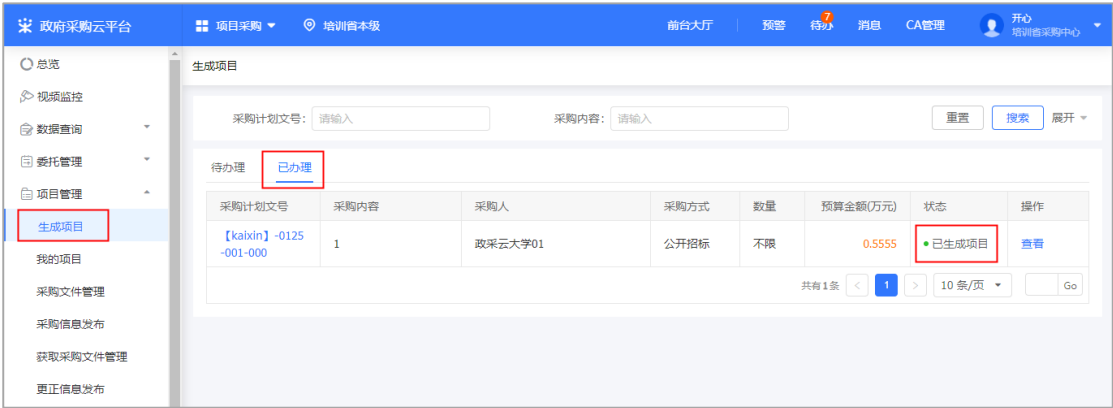 政府采购云平台
项目采购
培训省本级
前台大厅
预警
待办
7
消息
CA管理
开心
培训省采购中心
总览
视频监控
数据查询
委托管理
项目管理
生成项目
我的项目
采购文件管理
采购信息发布
获取采购文件管理
更正信息发布
生成项目
采购计划文号： 请输入
采购内容： 请输入
重置
搜索
展开
待办理
已办理
采购计划文号 采购内容 采购人 采购方式 数量 预算金额(万元) 状态 操作
【kaixin】-0125
-001-000
1 政采云大学01 公开招标 不限 0.5555 已生成项目 查看
共有1条 < 1 > 10 条/页 Go